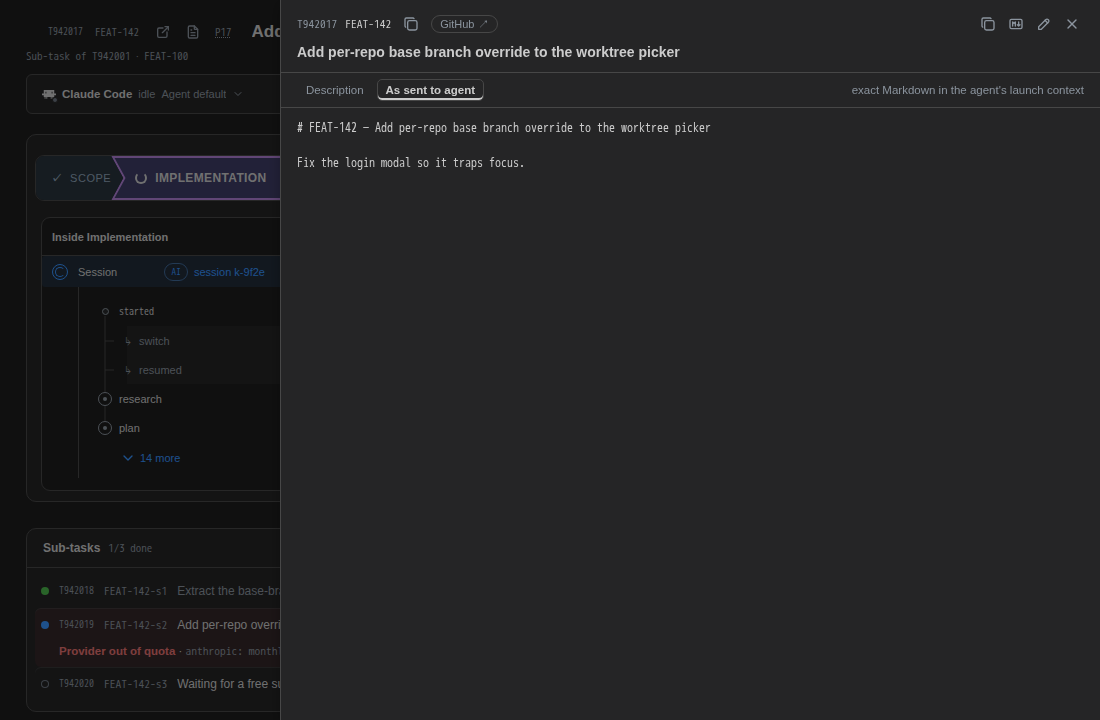 T942017 FEAT-142 P17 Add
Sub-task of T942001 · FEAT-100
Claude Code idle Agent default
✓ SCOPE IMPLEMENTATION
Inside Implementation
Session AI session k-9f2e
started
↳ switch
↳ resumed
research
plan
14 more
Sub-tasks 1/3 done
T942018 FEAT-142-s1 Extract the base-br
T942019 FEAT-142-s2 Add per-repo overri
Provider out of quota · anthropic: monthl
T942020 FEAT-142-s3 Waiting for a free su
T942017 FEAT-142 GitHub ↗
Add per-repo base branch override to the worktree picker
Description As sent to agent exact Markdown in the agent's launch context
# FEAT-142 — Add per-repo base branch override to the worktree picker
Fix the login modal so it traps focus.